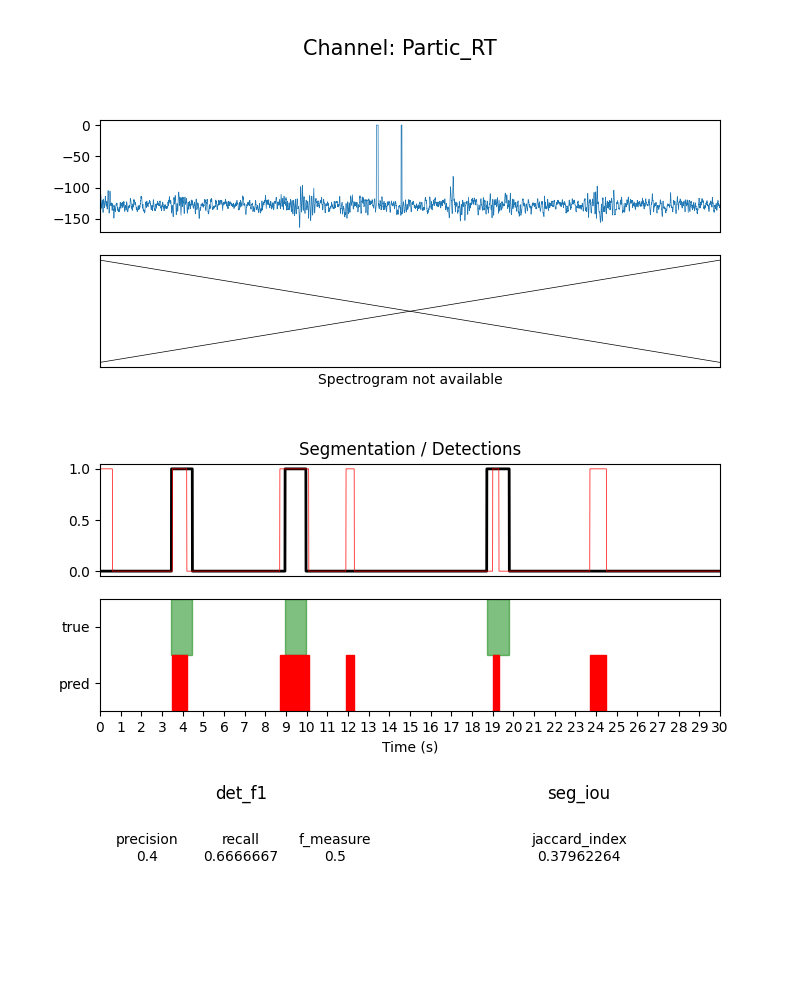 Channel: Partic_RT
0
−50
−100
−150
Spectrogram not available
Segmentation / Detections
1.0
0.5
0.0
true
pred
0 1 2 3 4 5 6 7 8 9 10 11 12 13 14 15 16 17 18 19 20 21 22 23 24 25 26 27 28 29 30
Time (s)
det_f1 seg_iou
precision recall f_measure jaccard_index
0.4 0.6666667 0.5 0.37962264